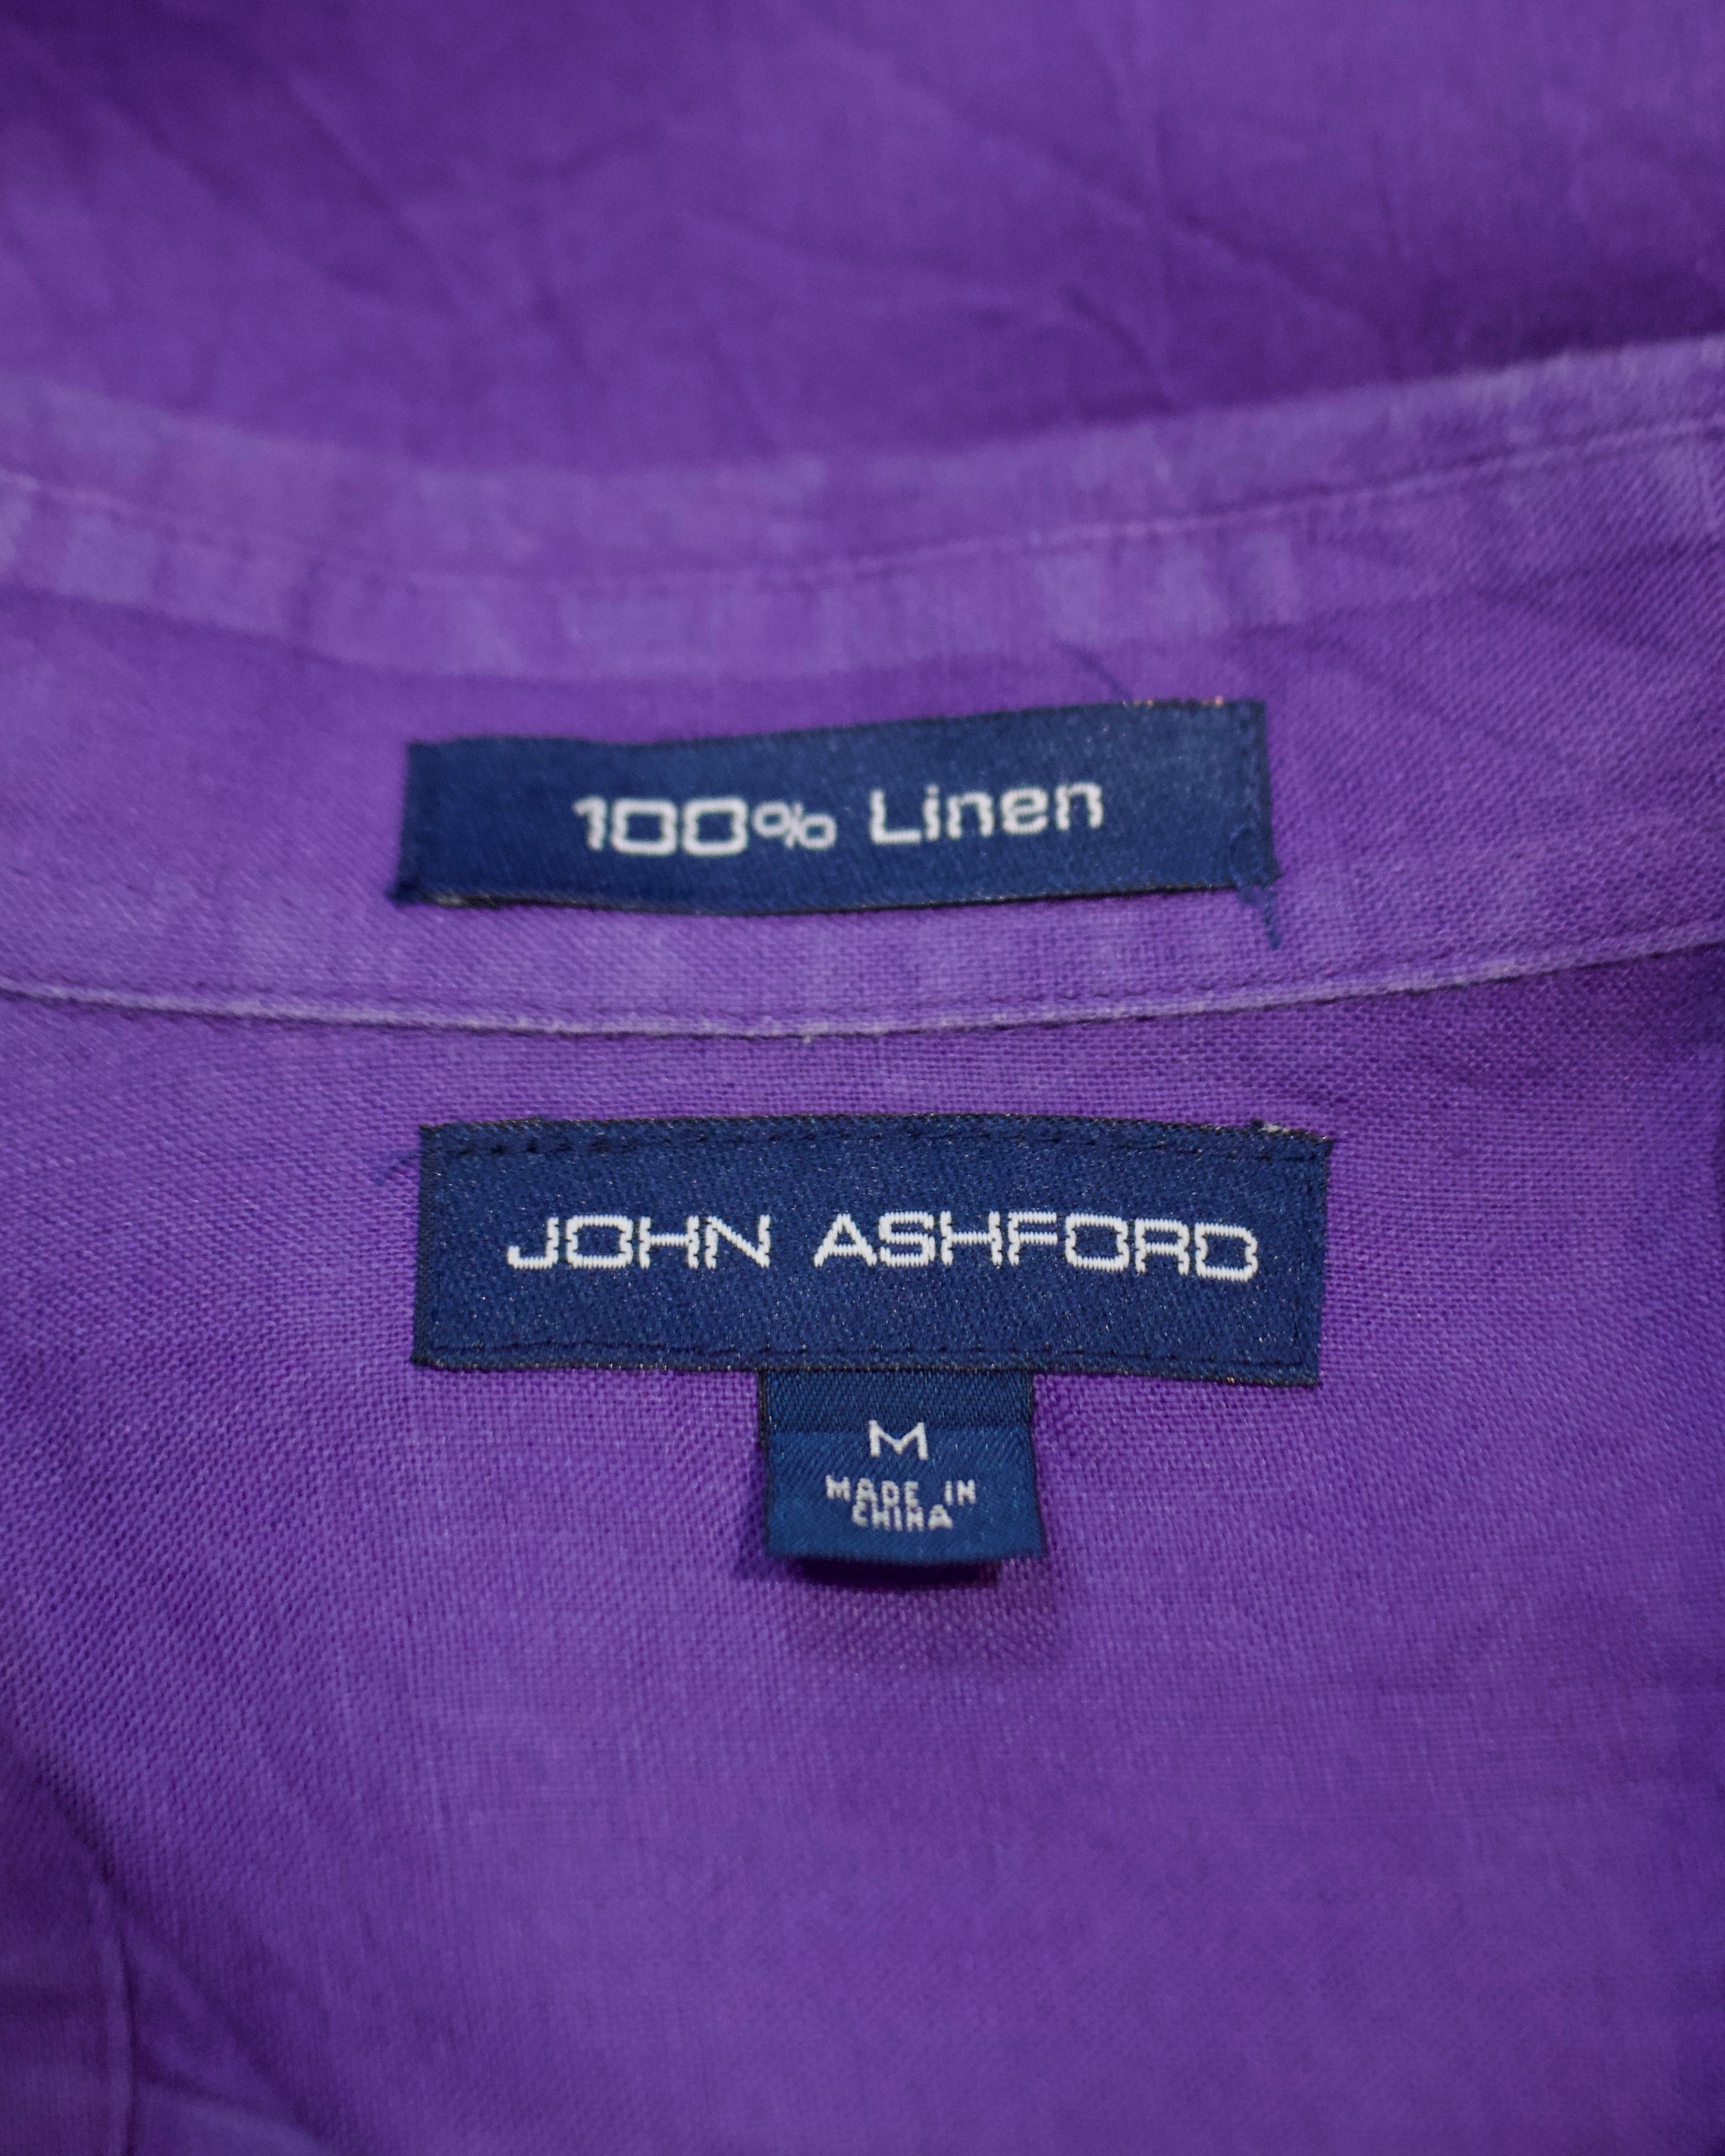 100% Linen
JOHN ASHFORD
M
MADE IN
CHINA